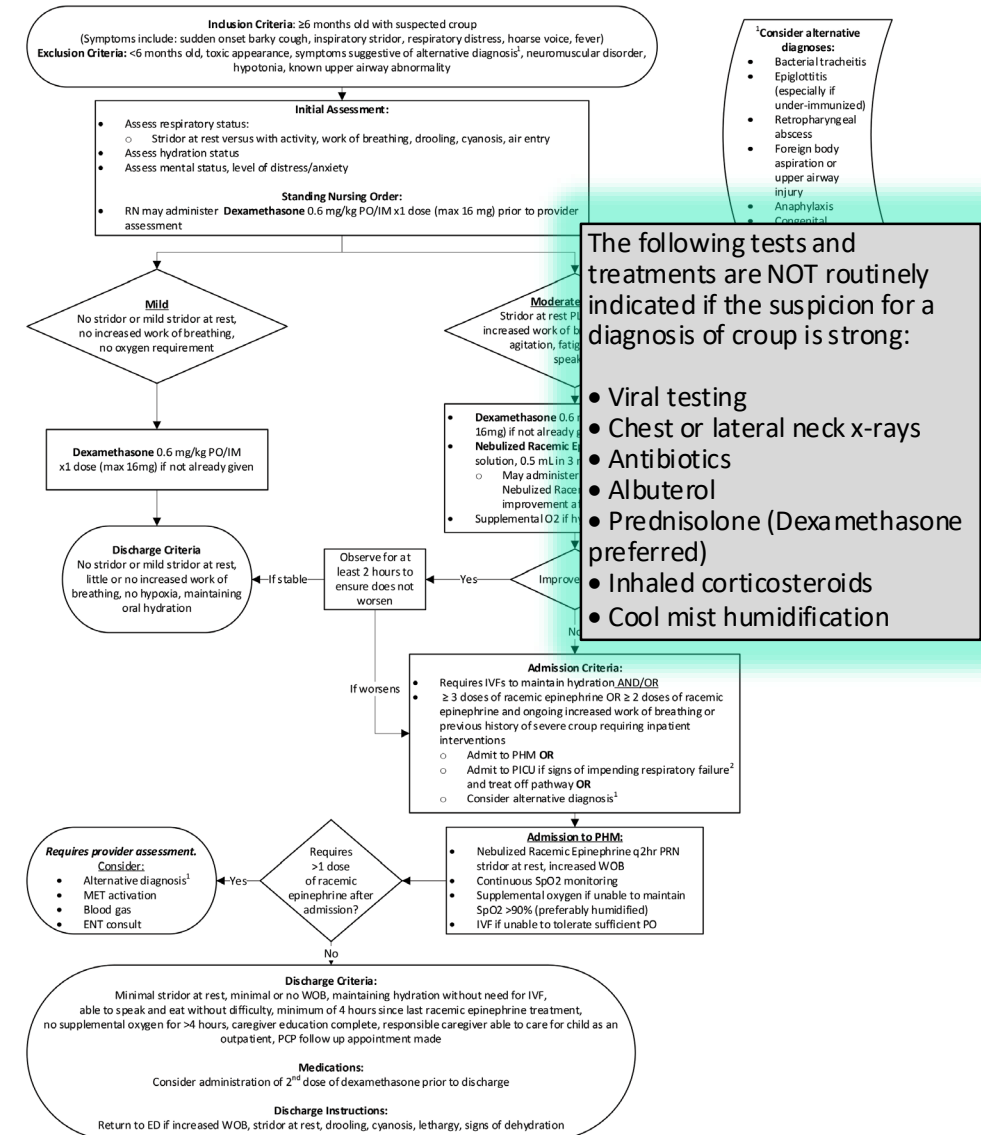 Inclusion Criteria: ≥6 months old with suspected croup
(Symptoms include: sudden onset barky cough, inspiratory stridor, respiratory distress, hoarse voice, fever)
Exclusion Criteria: <6 months old, toxic appearance, symptoms suggestive of alternative diagnosis1, neuromuscular disorder,
hypotonia, known upper airway abnormality
1Consider alternative
diagnoses:
• Bacterial tracheitis
• Epiglottitis
(especially if
under-immunized)
• Retropharyngeal
abscess
• Foreign body
aspiration or
upper airway
injury
• Anaphylaxis
• Congenital
Initial Assessment:
• Assess respiratory status:
o Stridor at rest versus with activity, work of breathing, drooling, cyanosis, air entry
• Assess hydration status
• Assess mental status, level of distress/anxiety
Standing Nursing Order:
• RN may administer Dexamethasone 0.6 mg/kg PO/IM x1 dose (max 16 mg) prior to provider
assessment
Mild
No stridor or mild stridor at rest,
no increased work of breathing,
no oxygen requirement
Moderate
Stridor at rest
increased work of
agitation,
The following tests and
treatments are NOT routinely
indicated if the suspicion for a
diagnosis of croup is strong:
• Viral testing
• Chest or lateral neck x-rays
• Antibiotics
• Albuterol
• Prednisolone (Dexamethasone
preferred)
• Inhaled corticosteroids
• Cool mist humidification
Dexamethasone 0.6 mg/kg PO/IM
x1 dose (max 16mg) if not already given
• Dexamethasone 0.6
16mg) if not already
• Nebulized Racemic
solution, 0.5 mL in 3
o May administer
Nebulized
improvement
• Supplemental O2 if
Discharge Criteria
No stridor or mild stridor at rest,
little or no increased work of
breathing, no hypoxia, maintaining
oral hydration
If stable
Observe for at
least 2 hours to
ensure does not
worsen
Yes
No
If worsens
Admission Criteria:
• Requires IVFs to maintain hydration AND/OR
• ≥ 3 doses of racemic epinephrine OR ≥ 2 doses of racemic
epinephrine and ongoing increased work of breathing or
previous history of severe croup requiring inpatient
interventions
o Admit to PHM OR
o Admit to PICU if signs of impending respiratory failure2
and treat off pathway OR
o Consider alternative diagnosis1
Admission to PHM:
• Nebulized Racemic Epinephrine q2hr PRN
stridor at rest, increased WOB
• Continuous SpO2 monitoring
• Supplemental oxygen if unable to maintain
SpO2 >90% (preferably humidified)
• IVF if unable to tolerate sufficient PO
Requires
>1 dose
of racemic
epinephrine after
admission?
Yes
Requires provider assessment.
Consider:
• Alternative diagnosis1
• MET activation
• Blood gas
• ENT consult
No
Discharge Criteria:
Minimal stridor at rest, minimal or no WOB, maintaining hydration without need for IVF,
able to speak and eat without difficulty, minimum of 4 hours since last racemic epinephrine treatment,
no supplemental oxygen for >4 hours, caregiver education complete, responsible caregiver able to care for child as an
outpatient, PCP follow up appointment made
Medications:
Consider administration of 2nd dose of dexamethasone prior to discharge
Discharge Instructions:
Return to ED if increased WOB, stridor at rest, drooling, cyanosis, lethargy, signs of dehydration